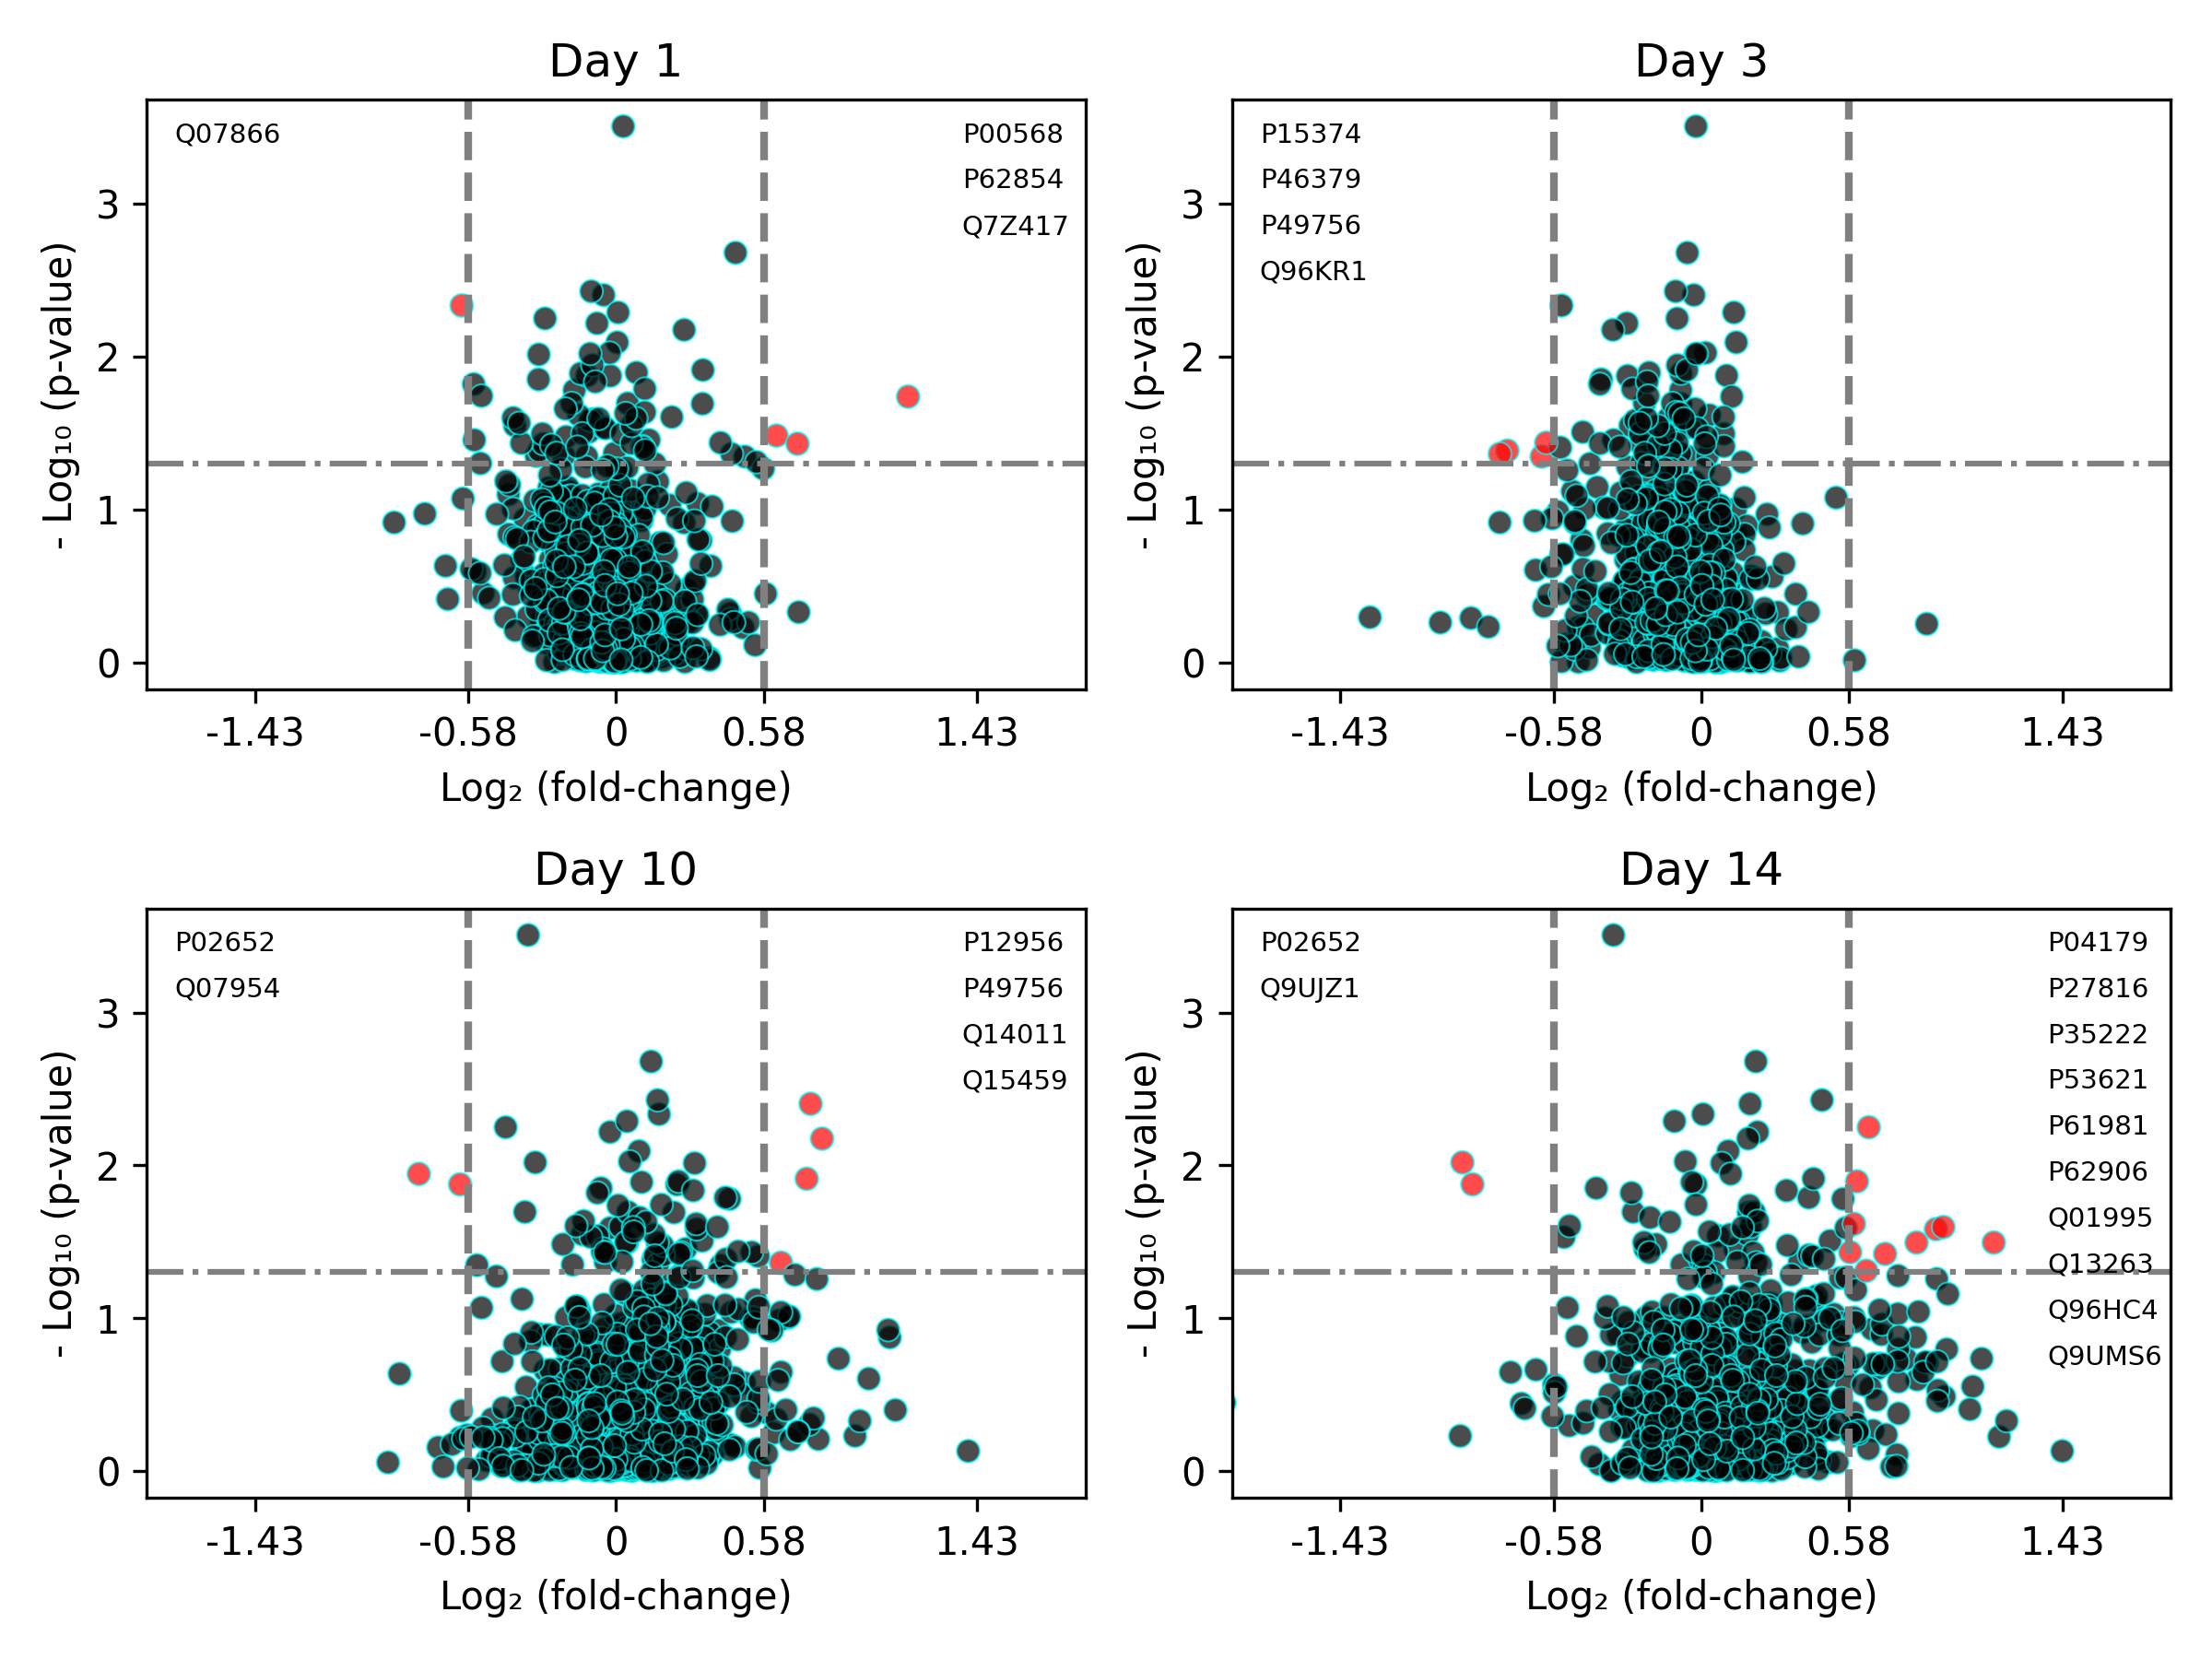 Day 1
Q07866
P00568
P62854
Q7Z417
3
2
1
0
- Log₁₀ (p-value)
-1.43 -0.58 0 0.58 1.43
Log₂ (fold-change)
Day 3
P15374
P46379
P49756
Q96KR1
3
2
1
0
- Log₁₀ (p-value)
-1.43 -0.58 0 0.58 1.43
Log₂ (fold-change)
Day 10
P02652
Q07954
P12956
P49756
Q14011
Q15459
3
2
1
0
- Log₁₀ (p-value)
-1.43 -0.58 0 0.58 1.43
Log₂ (fold-change)
Day 14
P02652
Q9UJZ1
P04179
P27816
P35222
P53621
P61981
P62906
Q01995
Q13263
Q96HC4
Q9UMS6
3
2
1
0
- Log₁₀ (p-value)
-1.43 -0.58 0 0.58 1.43
Log₂ (fold-change)